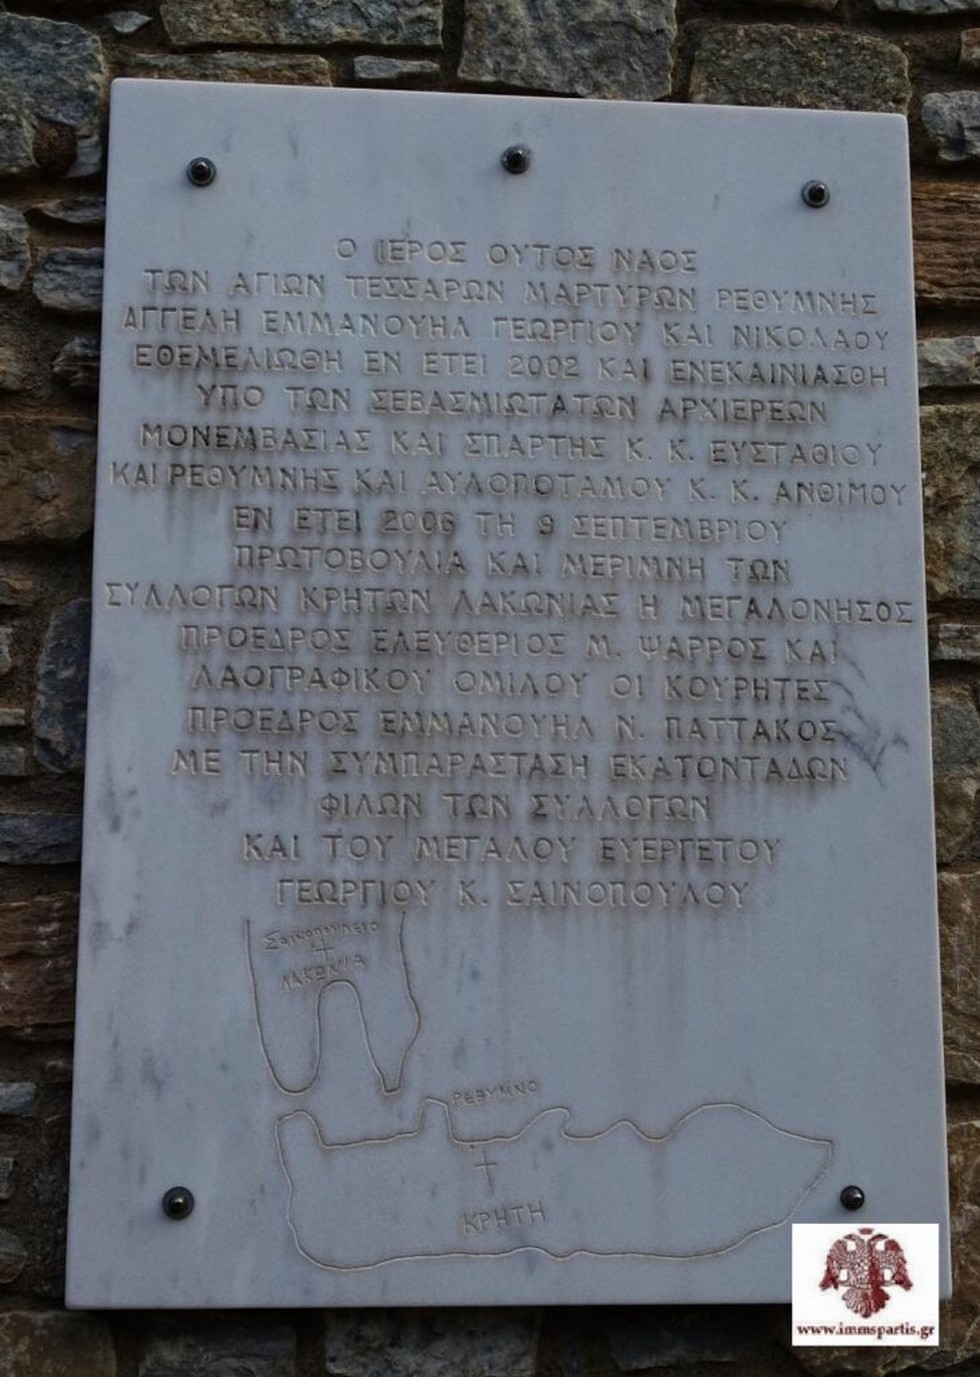 Ο ΙΕΡΟΣ ΟΥΤΟΣ ΝΑΟΣ
ΤΩΝ ΑΓΙΩΝ ΤΕΣΣΑΡΩΝ ΜΑΡΤΥΡΩΝ ΡΕΘΥΜΝΗΣ
ΑΓΓΕΛΗ ΕΜΜΑΝΟΥΗΛ ΓΕΩΡΓΙΟΥ ΚΑΙ ΝΙΚΟΛΑΟΥ
ΕΘΕΜΕΛΙΩΘΗ ΕΝ ΕΤΕΙ 2002 ΚΑΙ ΕΝΕΚΑΙΝΙΑΣΘΗ
ΥΠΟ ΤΩΝ ΣΕΒΑΣΜΙΩΤΑΤΩΝ ΑΡΧΙΕΡΕΩΝ
ΜΟΝΕΜΒΑΣΙΑΣ ΚΑΙ ΣΠΑΡΤΗΣ Κ. Κ. ΕΥΣΤΑΘΙΟΥ
ΚΑΙ ΡΕΘΥΜΝΗΣ ΚΑΙ ΑΥΛΟΠΟΤΑΜΟΥ Κ. Κ. ΑΝΘΙΜΟΥ
ΕΝ ΕΤΕΙ 2006 ΤΗ 9 ΣΕΠΤΕΜΒΡΙΟΥ
ΠΡΩΤΟΒΟΥΛΙΑ ΚΑΙ ΜΕΡΙΜΝΗ ΤΩΝ
ΣΥΛΛΟΓΩΝ ΚΡΗΤΩΝ ΛΑΚΩΝΙΑΣ Η ΜΕΓΑΛΟΝΗΣΟΣ
ΠΡΟΕΔΡΟΣ ΕΛΕΥΘΕΡΙΟΣ Μ. ΨΑΡΡΟΣ ΚΑΙ
ΛΑΟΓΡΑΦΙΚΟΥ ΟΜΙΛΟΥ ΟΙ ΚΟΥΡΗΤΕΣ
ΠΡΟΕΔΡΟΣ ΕΜΜΑΝΟΥΗΛ Ν. ΠΑΤΤΑΚΟΣ
ΜΕ ΤΗΝ ΣΥΜΠΑΡΑΣΤΑΣΗ ΕΚΑΤΟΝΤΑΔΩΝ
ΦΙΛΩΝ ΤΩΝ ΣΥΛΛΟΓΩΝ
ΚΑΙ ΤΟΥ ΜΕΓΑΛΟΥ ΕΥΕΡΓΕΤΟΥ
ΓΕΩΡΓΙΟΥ Κ. ΣΑΙΝΟΠΟΥΛΟΥ
Σαινοπουλειο
ΛΑΚΩΝΙΑ
ΡΕΘΥΜΝΟ
ΚΡΗΤΗ
www.immspartis.gr